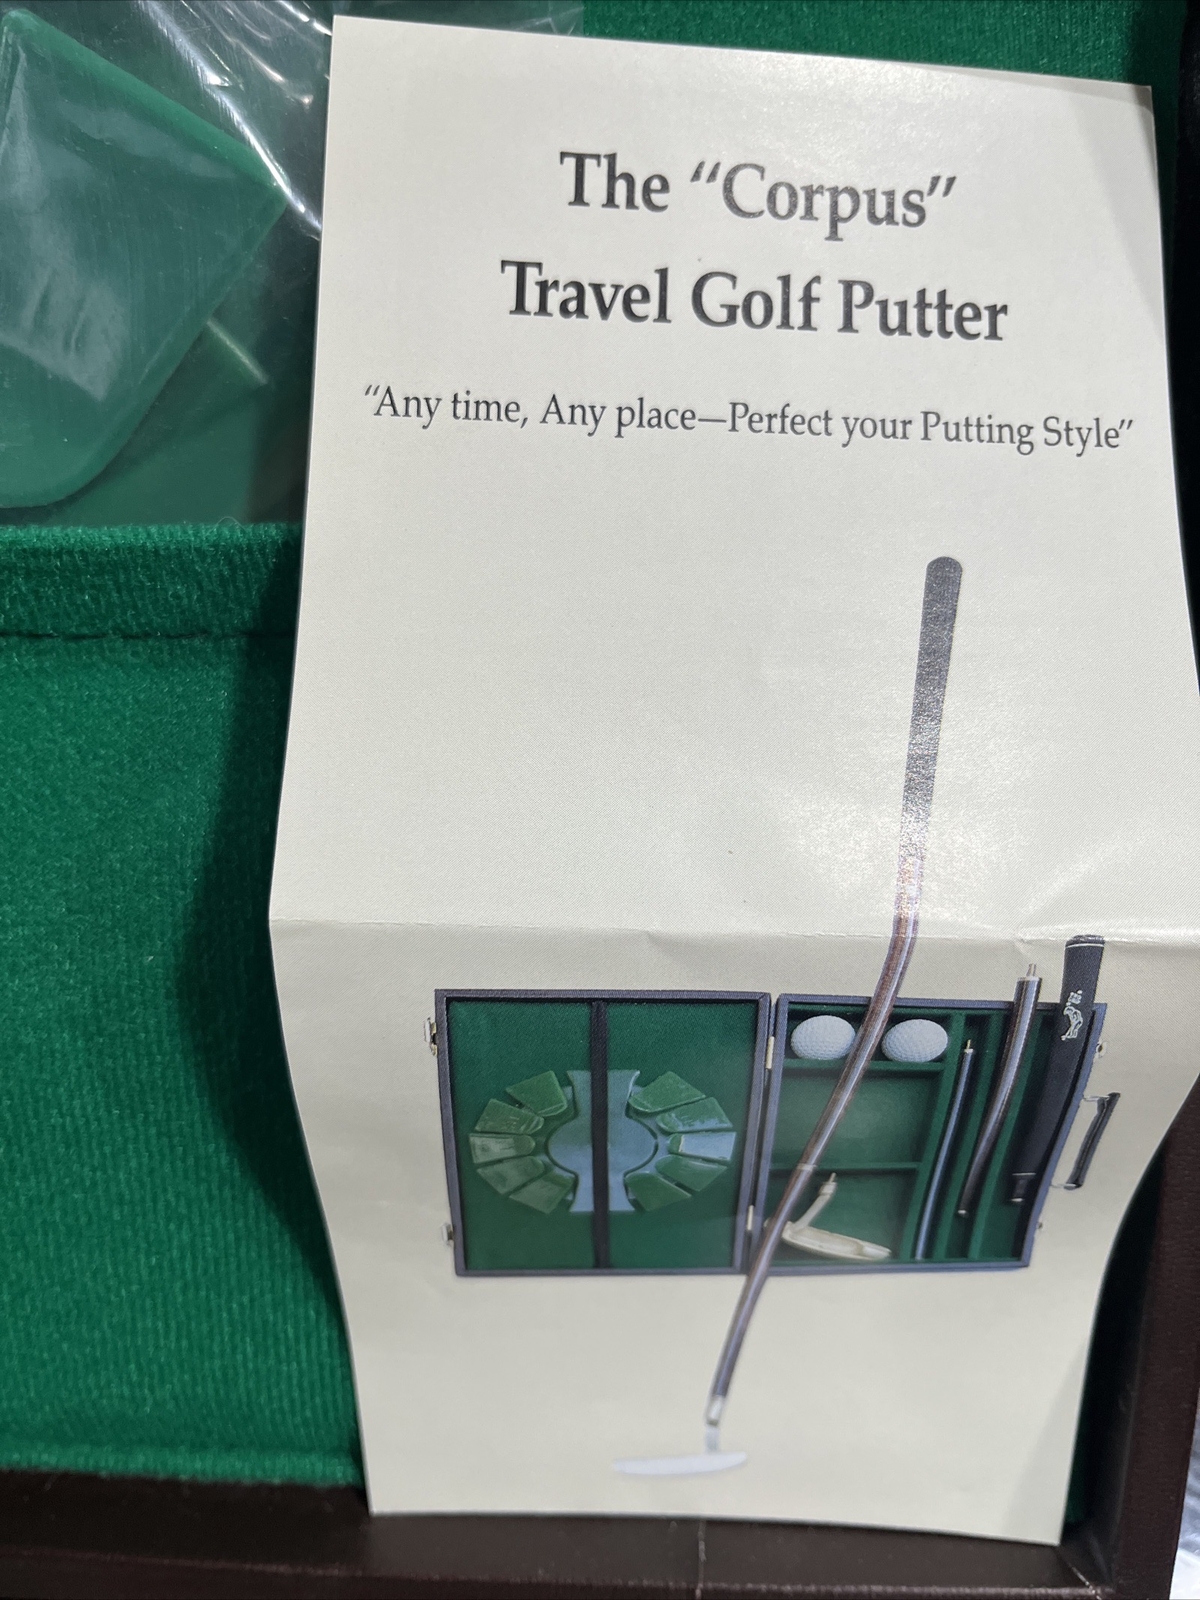 The “Corpus”
Travel Golf Putter
“Any time, Any place—Perfect your Putting Style”